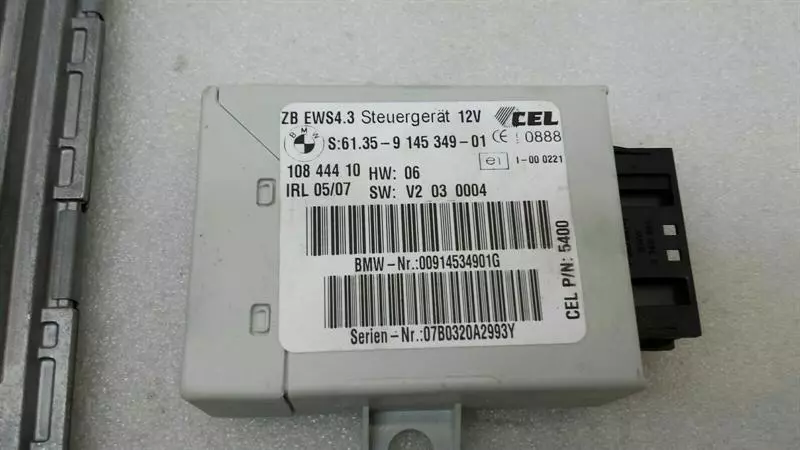 ZB EWS4.3 Steuergerät 12V CEL
BMW S:61.35-9 145 349-01 CE 0888
108 444 10 HW: 06 e1 I-00 0221
IRL 05/07 SW: V2 03 0004
BMW-Nr.:00914534901G
Serien-Nr:07B0320A2993Y
CEL P/N: 5400